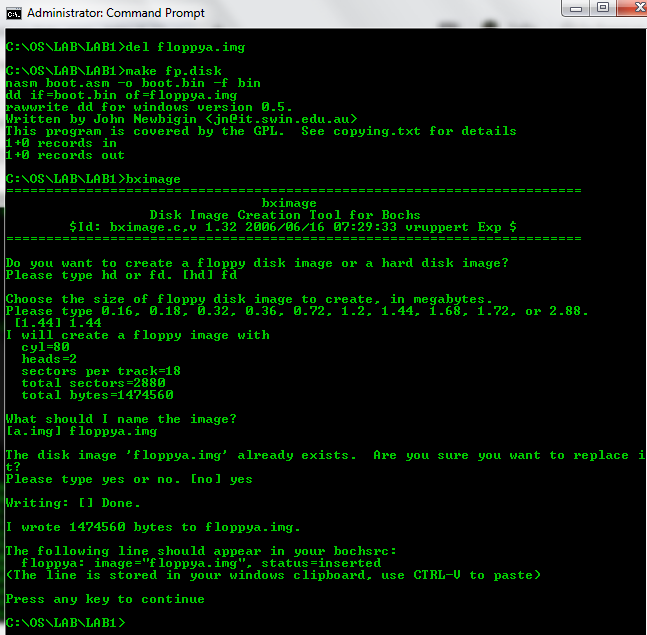 Administrator: Command Prompt
C:\OS\LAB\LAB1>del floppya.img
C:\OS\LAB\LAB1>make fp.disk
nasm boot.asm -o boot.bin -f bin
dd if=boot.bin of=floppya.img
rawwrite dd for windows version 0.5.
Written by John Newbigin <jn@it.swin.edu.au>
This program is covered by the GPL.  See copying.txt for details
1+0 records in
1+0 records out
C:\OS\LAB\LAB1>bximage
========================================================================
bximage
Disk Image Creation Tool for Bochs
$Id: bximage.c,v 1.32 2006/06/16 07:29:33 vruppert Exp $
========================================================================
Do you want to create a floppy disk image or a hard disk image?
Please type hd or fd. [hd] fd
Choose the size of floppy disk image to create, in megabytes.
Please type 0.16, 0.18, 0.32, 0.36, 0.72, 1.2, 1.44, 1.68, 1.72, or 2.88.
[1.44] 1.44
I will create a floppy image with
cyl=80
heads=2
sectors per track=18
total sectors=2880
total bytes=1474560
What should I name the image?
[a.img] floppya.img
The disk image 'floppya.img' already exists.  Are you sure you want to replace i
t?
Please type yes or no. [no] yes
Writing: [] Done.
I wrote 1474560 bytes to floppya.img.
The following line should appear in your bochsrc:
floppya: image="floppya.img", status=inserted
(The line is stored in your windows clipboard, use CTRL-V to paste)
Press any key to continue
C:\OS\LAB\LAB1>